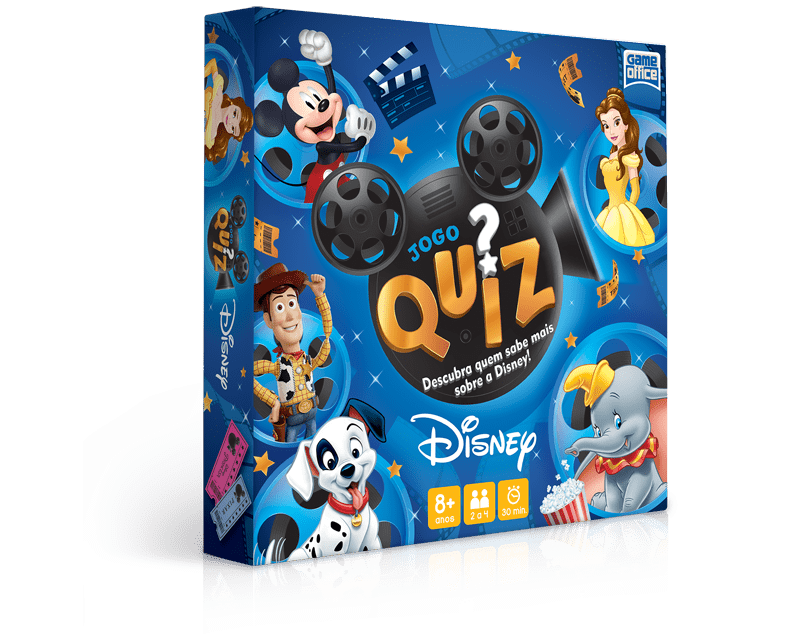 Game
Office
JOGO
QUIZ
Descubra quem sabe mais
sobre a Disney!
Disney
8+
anos
2 a 4
30 min.
QUIZ
Disney